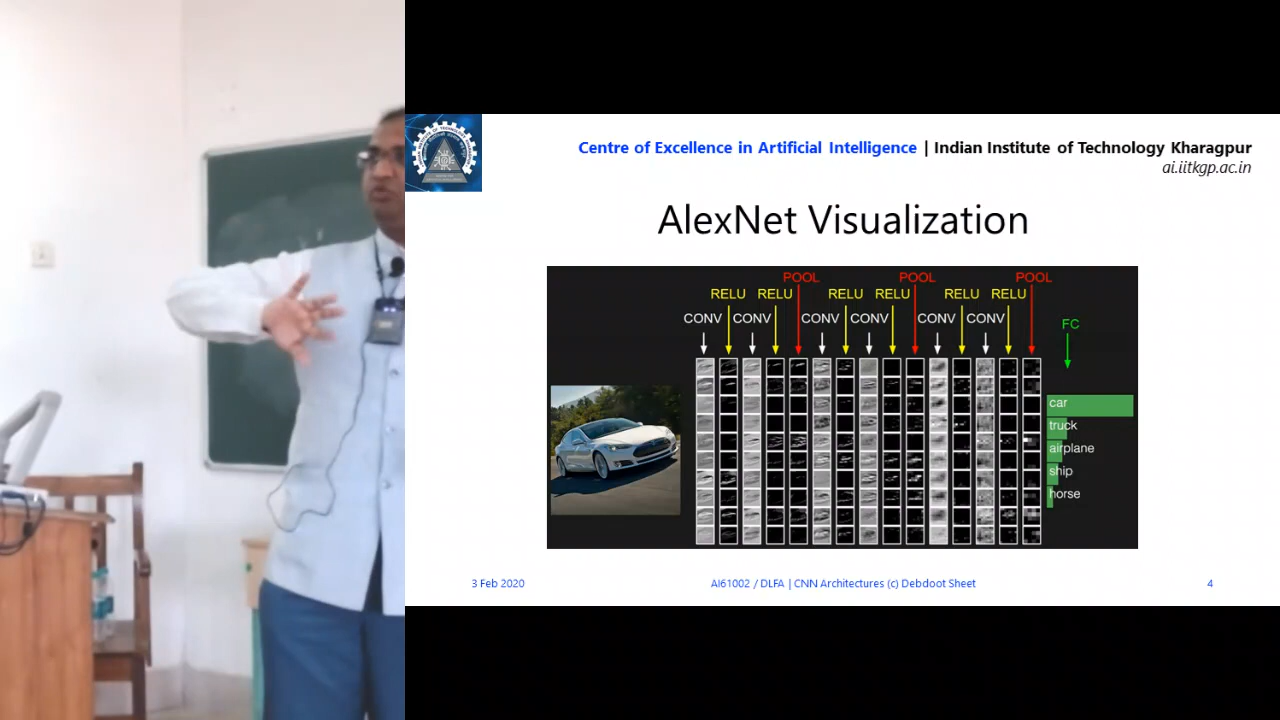 Centre of Excellence in Artificial Intelligence | Indian Institute of Technology Kharagpur
ai.iitkgp.ac.in
AlexNet Visualization
POOL POOL POOL
RELU RELU RELU RELU RELU RELU
CONV CONV CONV CONV CONV CONV
FC
car
truck
airplane
ship
horse
3 Feb 2020 AI61002 / DLFA | CNN Architectures (c) Debdoot Sheet 4